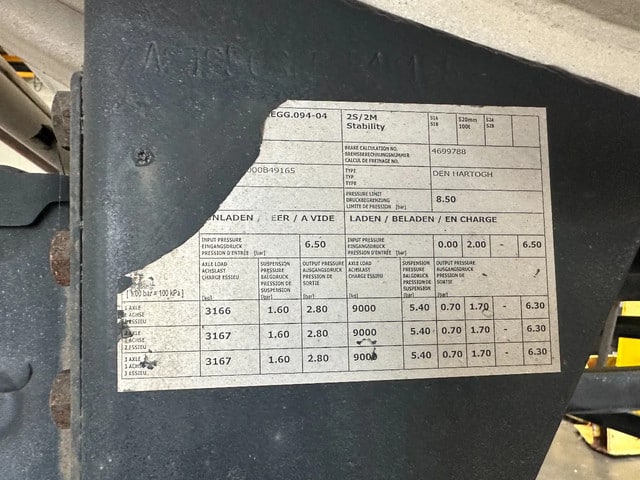 EGG.094-04 2S/2M Stability S1A S1B S20mm 100t S2A S2B
BRAKE CALCULATION NO. BREMSBERECHNUNGSNUMMER CALCUL DE FREINAGE NO. 4699788
000B4916S TYPE TYP TYPE DEN HARTOGH
PRESSURE LIMIT DRUCKBEGRENZUNG LIMITE DE PRESSION [bar] 8.50
ENLADEN / EER / A VIDE LADEN / BELADEN / EN CHARGE
INPUT PRESSURE EINGANGSDRUCK PRESSION D'ENTRÉE [bar] 6.50 INPUT PRESSURE EINGANGSDRUCK PRESSION D'ENTRÉE [bar] 0.00 2.00 - 6.50
AXLE LOAD ACHSLAST CHARGE ESSIEU [kg] SUSPENSION PRESSURE BALGDRUCK PRESSION DE SUSPENSION [bar] OUTPUT PRESSURE AUSGANGSDRUCK PRESSION DE SORTIE [bar] AXLE LOAD ACHSLAST CHARGE ESSIEU [kg] SUSPENSION PRESSURE BALGDRUCK PRESSION DE SUSPENSION [bar] OUTPUT PRESSURE AUSGANGSDRUCK PRESSION DE SORTIE [bar]
[1.00 bar = 100 kPa]
1 AXLE 1 ACHSE 1 ESSIEU 3166 1.60 2.80 9000 5.40 0.70 1.70 - 6.30
2 AXLE 2 ACHSE 2 ESSIEU 3167 1.60 2.80 9000 5.40 0.70 1.70 - 6.30
3 AXLE 3 ACHSE 3 ESSIEU 3167 1.60 2.80 9000 5.40 0.70 1.70 - 6.30